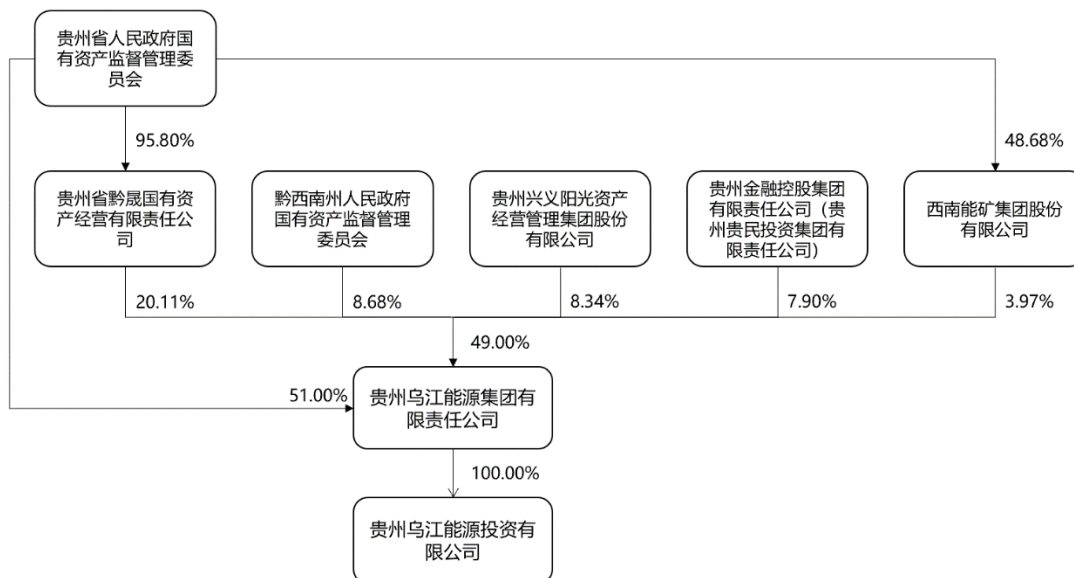 贵州省人民政府国
有资产监督管理委
员会
95.80%
48.68%
贵州省黔晟国有资
产经营有限责任公
司
黔西南州人民政府
国有资产监督管理
委员会
贵州兴义阳光资产
经营管理集团股份
有限公司
贵州金融控股集团
有限责任公司（贵
州贵民投资集团有
限责任公司）
西南能矿集团股份
有限公司
20.11%
8.68%
8.34%
7.90%
3.97%
49.00%
51.00%
贵州乌江能源集团有
限责任公司
100.00%
贵州乌江能源投资有
限公司